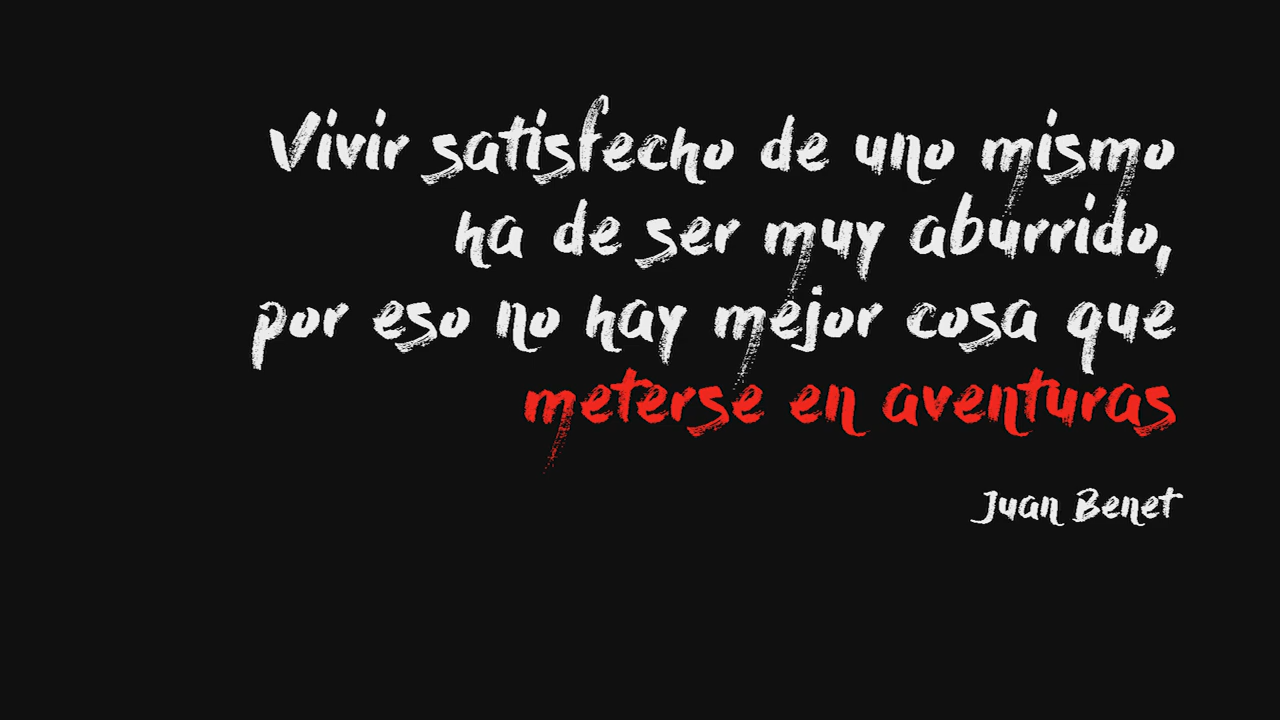 Vivir satisfecho de uno mismo
ha de ser muy aburrido,
por eso no hay mejor cosa que
meterse en aventuras
Juan Benet